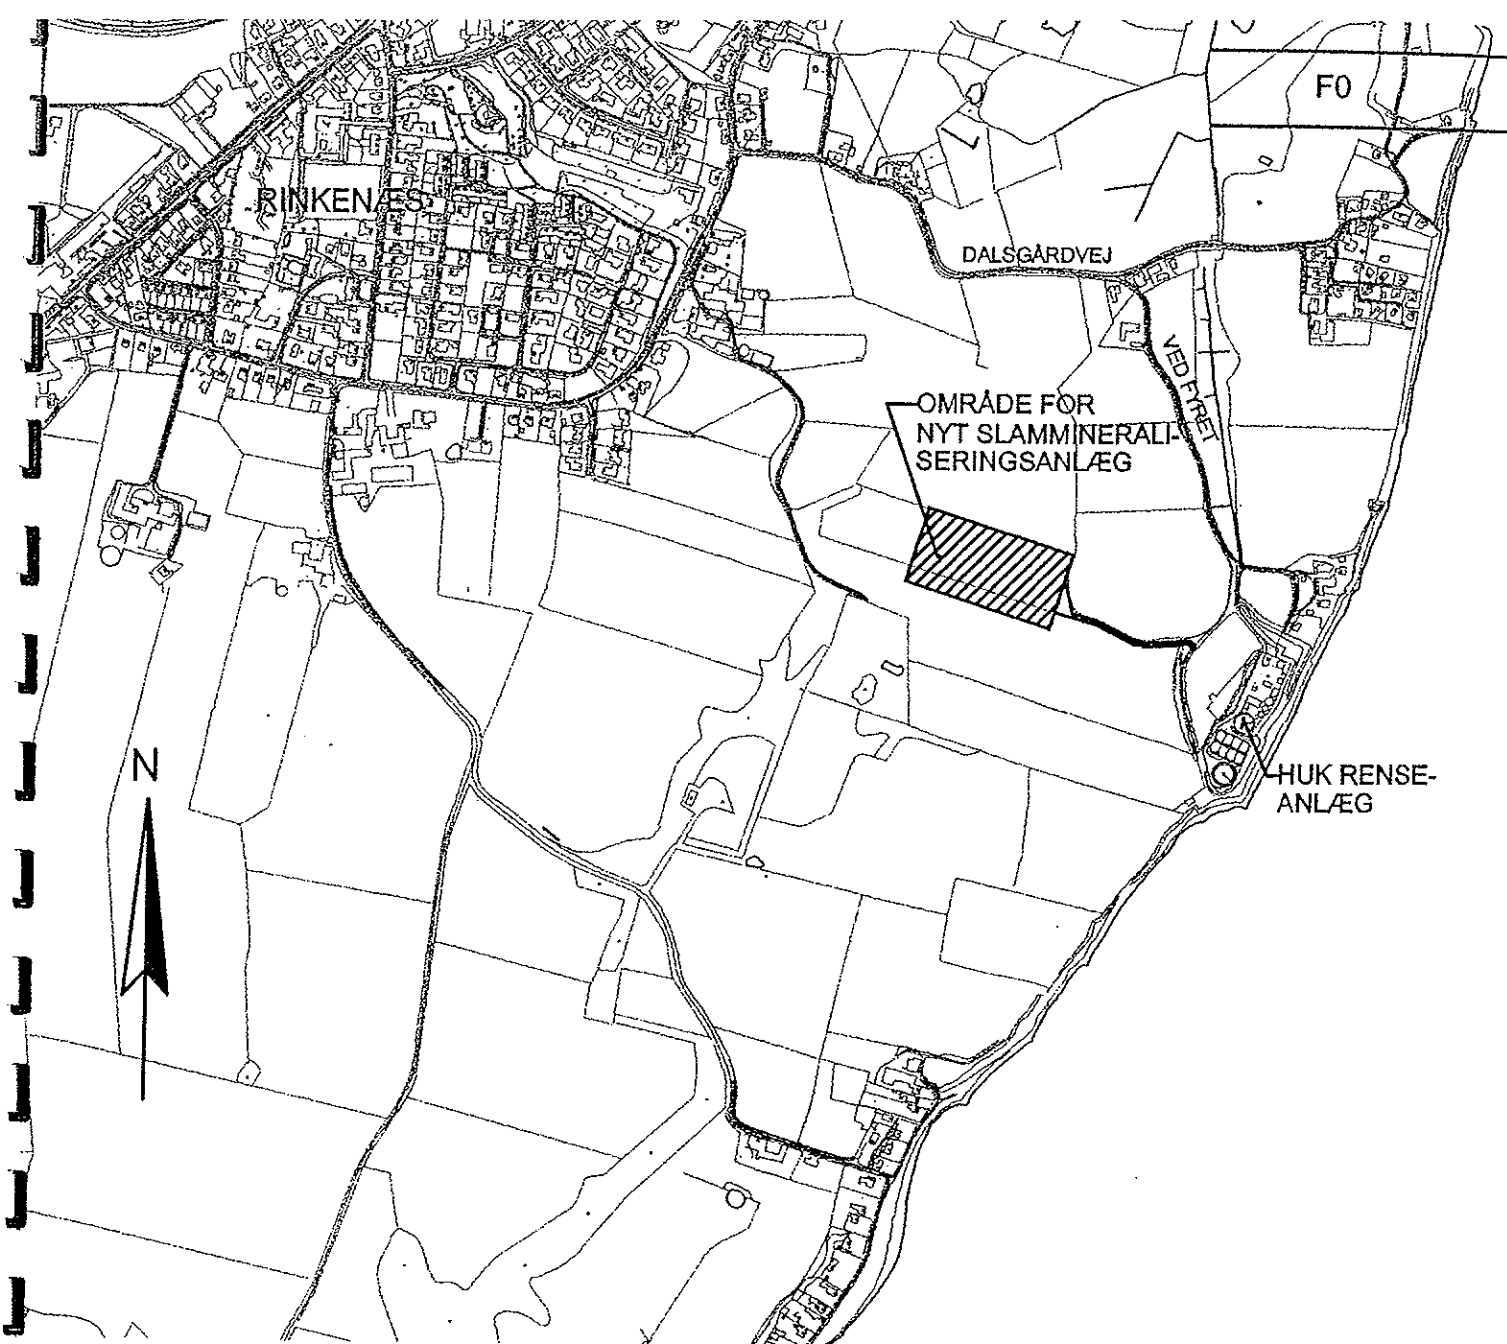 F0
RINKENÆS
DALSGÅRDVEJ
VED FYRET
OMRÅDE FOR
NYT SLAMMINERALI-
SERINGSANLÆG
N
HUK RENSE-
ANLÆG